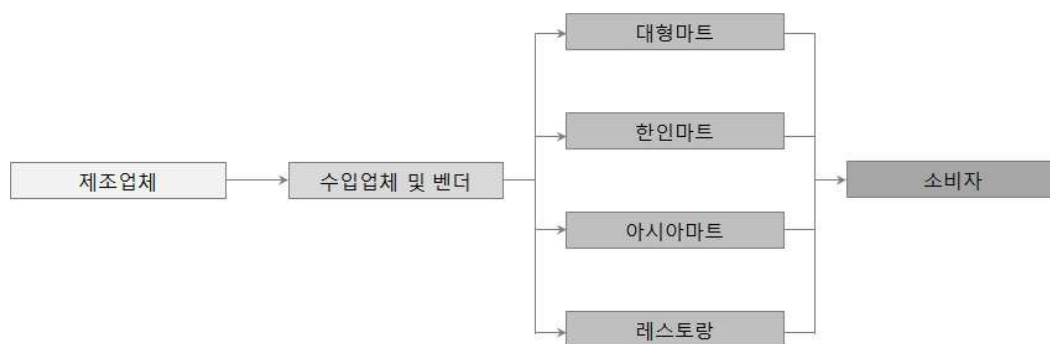 대형마트
한인마트
제조업체
수입업체 및 벤더
소비자
아시아마트
레스토랑